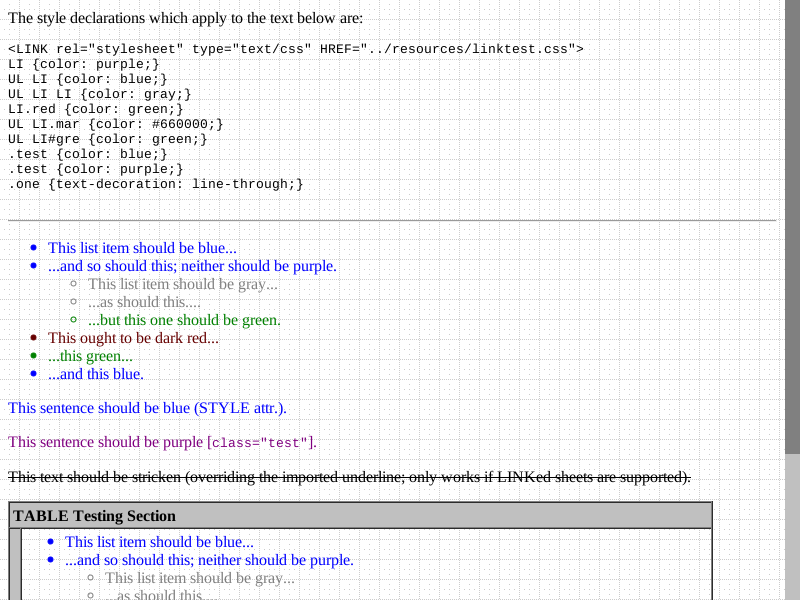 The style declarations which apply to the text below are:
<LINK rel="stylesheet" type="text/css" HREF="../resources/linktest.css">
LI {color: purple;}
UL LI {color: blue;}
UL LI LI {color: gray;}
LI.red {color: green;}
UL LI.mar {color: #660000;}
UL LI#gre {color: green;}
.test {color: blue;}
.test {color: purple;}
.one {text-decoration: line-through;}
This list item should be blue...
...and so should this; neither should be purple.
This list item should be gray...
...as should this....
...but this one should be green.
This ought to be dark red...
...this green...
...and this blue.
This sentence should be blue (STYLE attr.).
This sentence should be purple [class="test"].
This text should be stricken (overriding the imported underline; only works if LINKed sheets are supported).
TABLE Testing Section
This list item should be blue...
...and so should this; neither should be purple.
This list item should be gray...
...as should this....